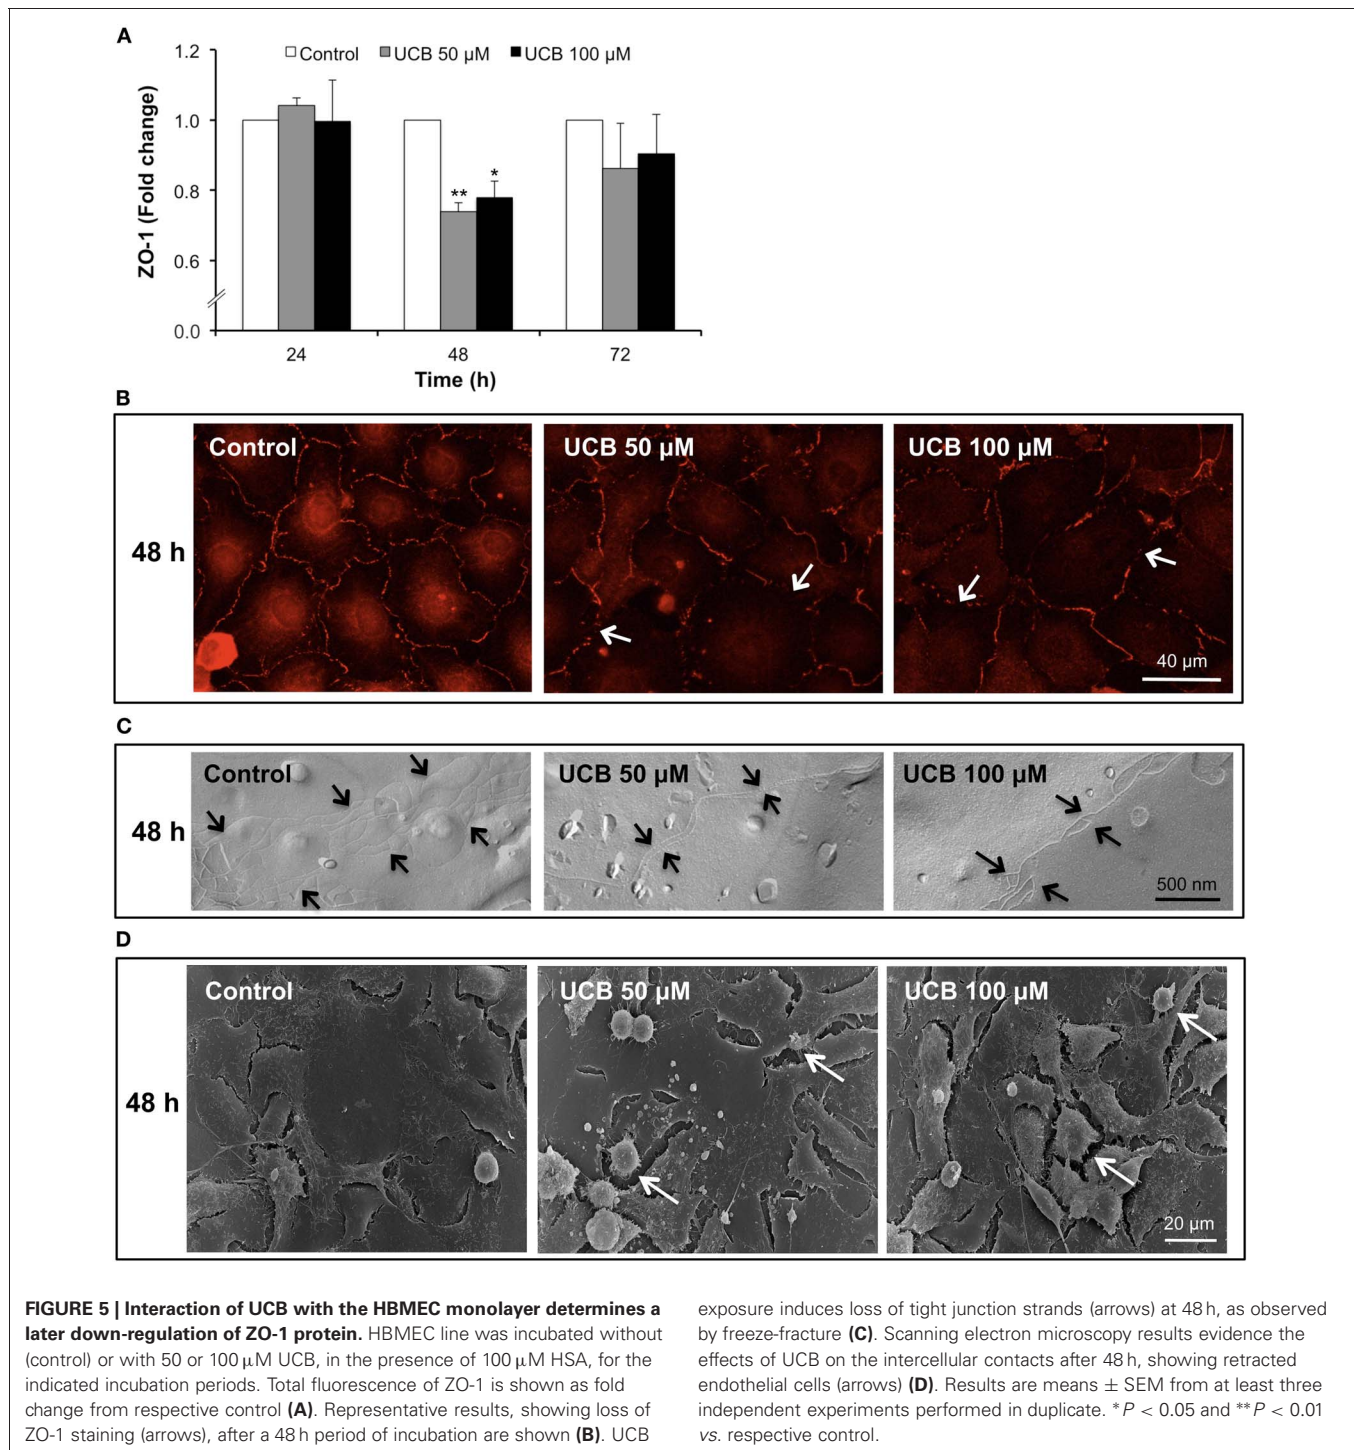 A
1.2
Control
UCB 50 µM
UCB 100 µM
1.0
0.8
0.6
0.0
ZO-1 (Fold change)
**
*
24
48
72
Time (h)
B
48 h
Control
UCB 50 µM
UCB 100 µM
40 µm
C
48 h
Control
UCB 50 µM
UCB 100 µM
500 nm
D
48 h
Control
UCB 50 µM
UCB 100 µM
20 µm
FIGURE 5 | Interaction of UCB with the HBMEC monolayer determines a
later down-regulation of ZO-1 protein. HBMEC line was incubated without
(control) or with 50 or 100 µM UCB, in the presence of 100 µM HSA, for the
indicated incubation periods. Total fluorescence of ZO-1 is shown as fold
change from respective control (A). Representative results, showing loss of
ZO-1 staining (arrows), after a 48 h period of incubation are shown (B). UCB
exposure induces loss of tight junction strands (arrows) at 48 h, as observed
by freeze-fracture (C). Scanning electron microscopy results evidence the
effects of UCB on the intercellular contacts after 48 h, showing retracted
endothelial cells (arrows) (D). Results are means ± SEM from at least three
independent experiments performed in duplicate. *P < 0.05 and **P < 0.01
vs. respective control.